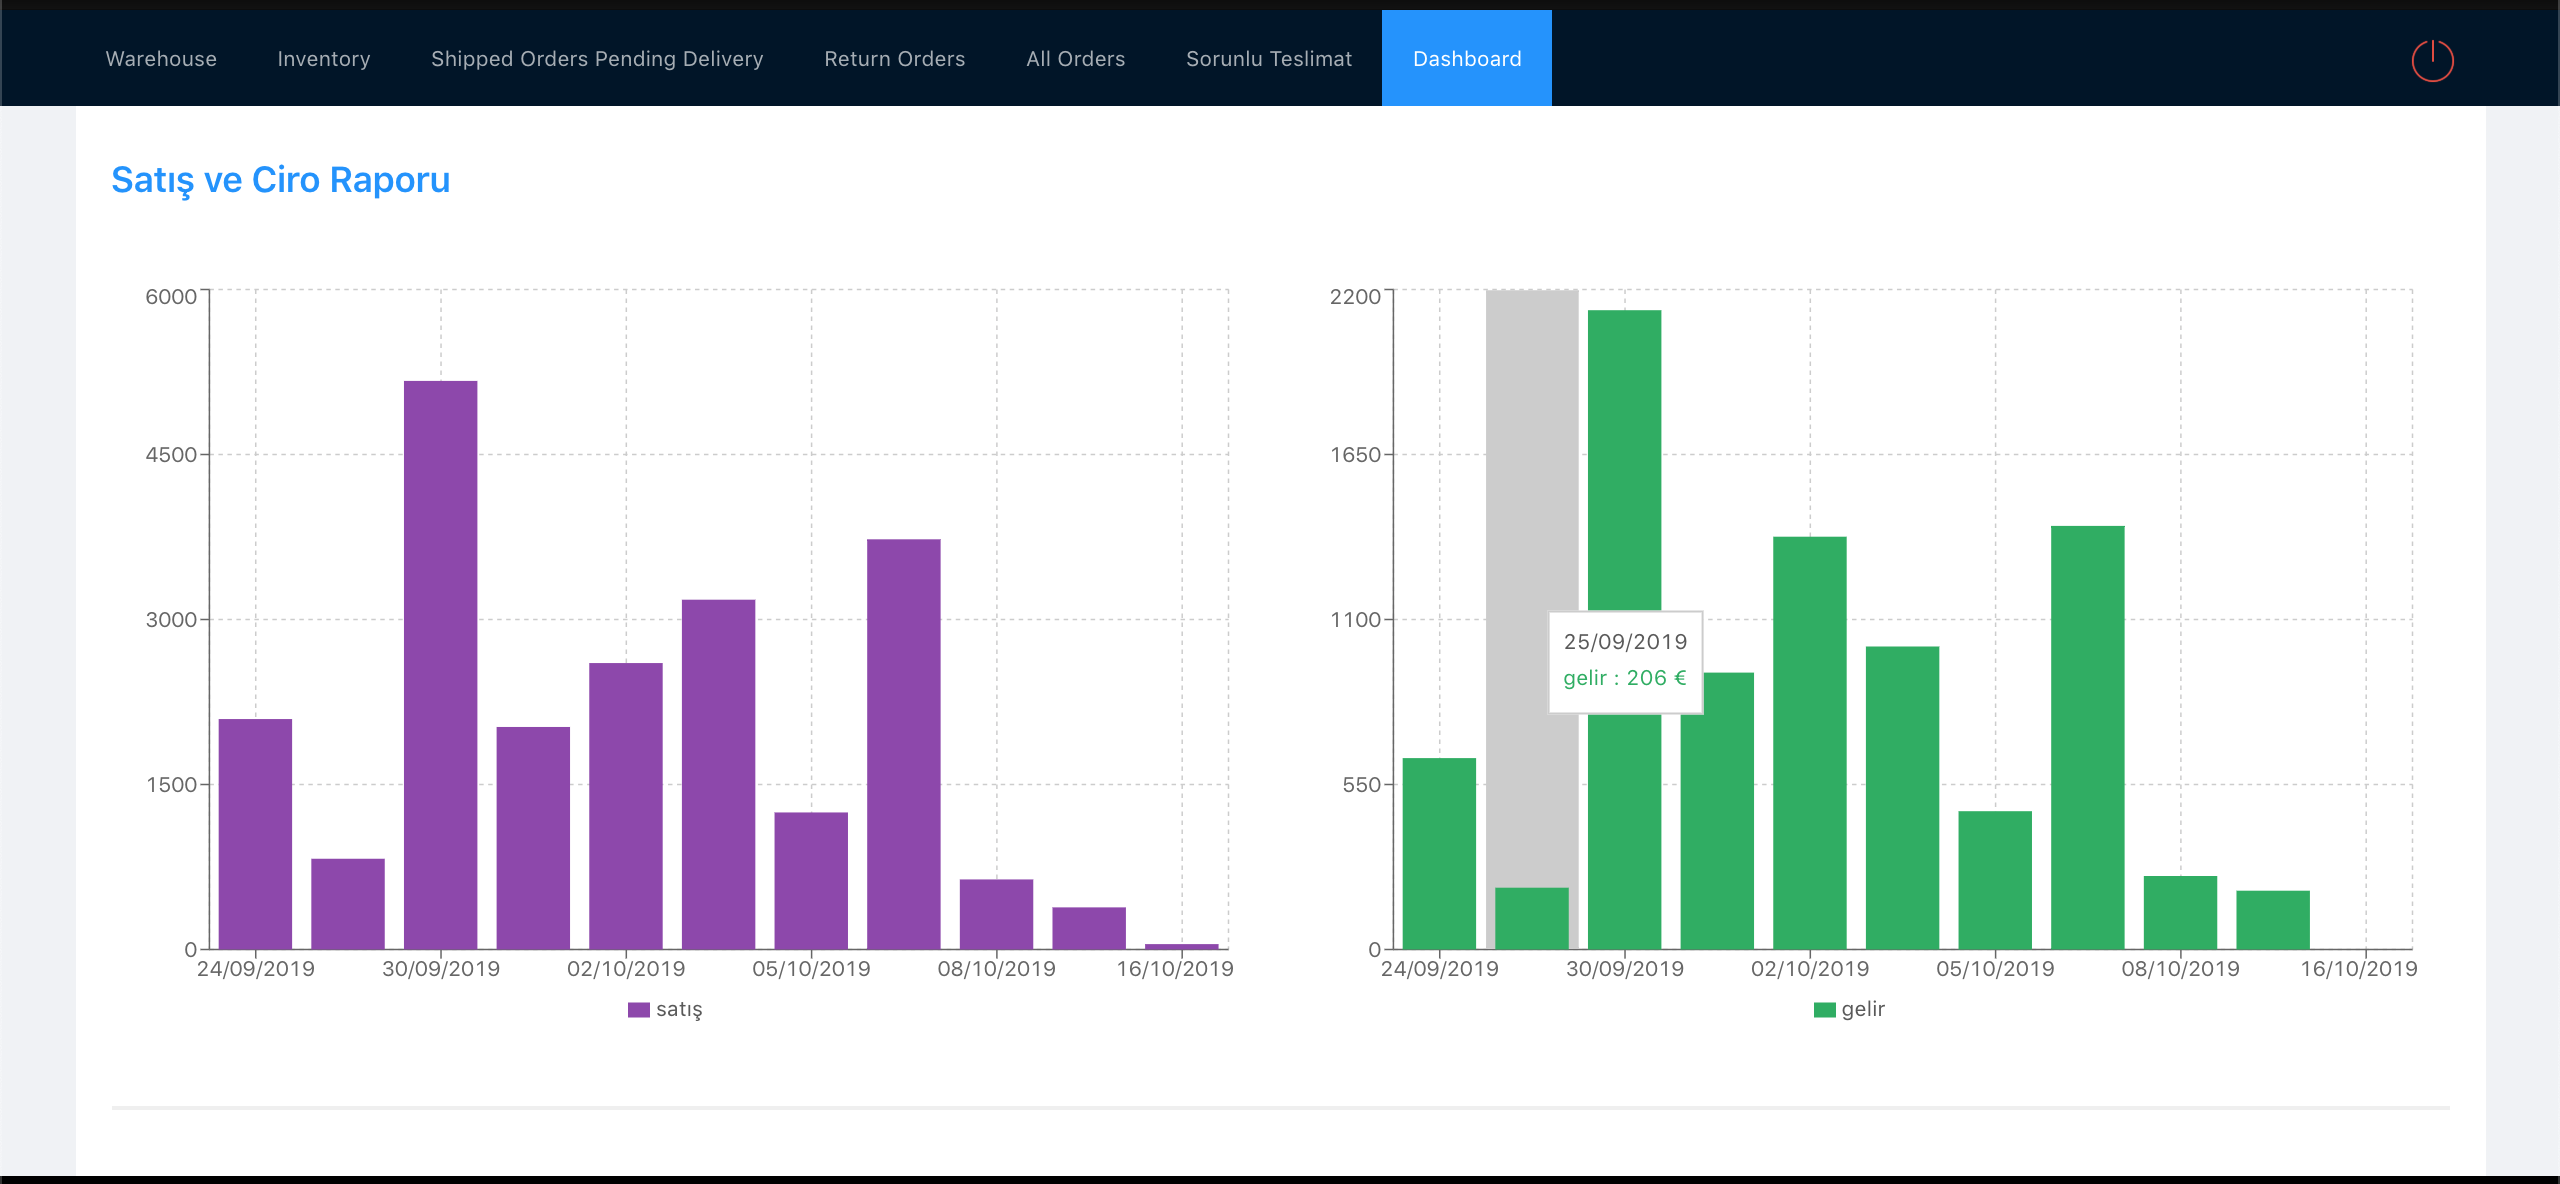 Warehouse Inventory Shipped Orders Pending Delivery Return Orders All Orders Sorunlu Teslimat Dashboard
Satış ve Ciro Raporu
6000
4500
3000
1500
0
24/09/2019 30/09/2019 02/10/2019 05/10/2019 08/10/2019 16/10/2019
satış
2200
1650
1100
550
0
25/09/2019
gelir : 206 €
24/09/2019 30/09/2019 02/10/2019 05/10/2019 08/10/2019 16/10/2019
gelir